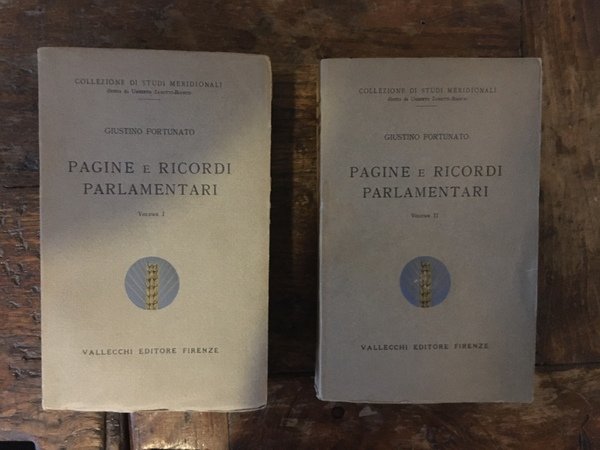 COLLEZIONE DI STUDI MERIDIONALI
diretta da UMBERTO ZANOTTI-BIANCO
GIUSTINO FORTUNATO
PAGINE E RICORDI
PARLAMENTARI
Volume I
VALLECCHI EDITORE FIRENZE
COLLEZIONE DI STUDI MERIDIONALI
diretta da UMBERTO ZANOTTI-BIANCO
GIUSTINO FORTUNATO
PAGINE E RICORDI
PARLAMENTARI
Volume II
VALLECCHI EDITORE FIRENZE